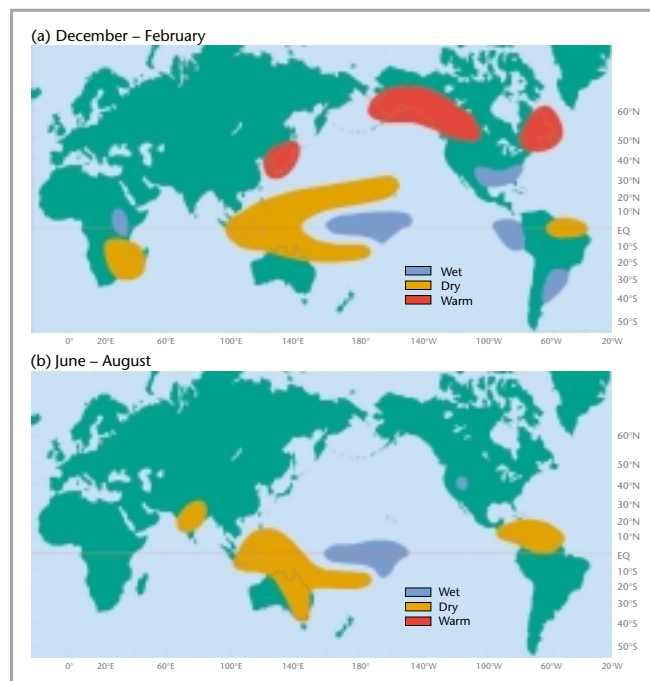 (a) December – February
60°N
50°N
40°N
30°N
20°N
10°N
EQ
10°S
20°S
30°S
40°S
50°S
Wet
Dry
Warm
0° 20°E 60°E 100°E 140°E 180° 140°W 100°W 60°W 20°W
(b) June – August
60°N
50°N
40°N
30°N
20°N
10°N
EQ
10°S
20°S
30°S
40°S
50°S
Wet
Dry
Warm
0° 20°E 60°E 100°E 140°E 180° 140°W 100°W 60°W 20°W